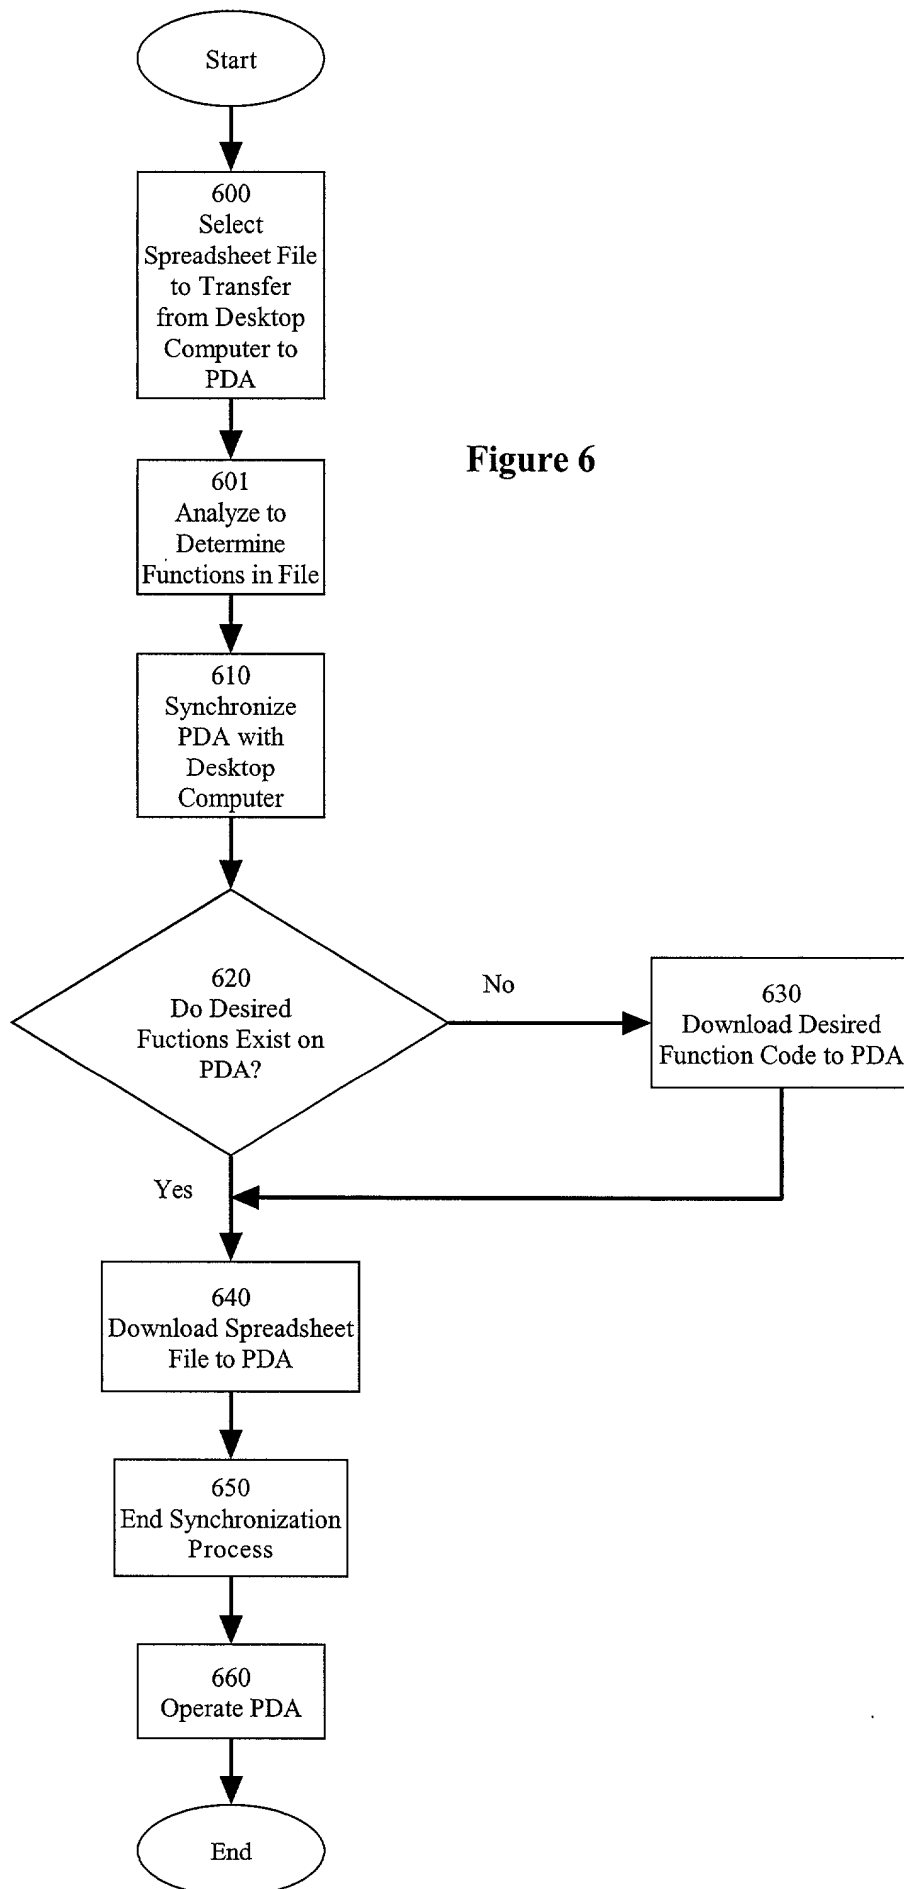 Start
600
Select
Spreadsheet File
to Transfer
from Desktop
Computer to
PDA
Figure 6
601
Analyze to
Determine
Functions in File
610
Synchronize
PDA with
Desktop
Computer
620
Do Desired
Fuctions Exist on
PDA?
No
630
Download Desired
Function Code to PDA
Yes
640
Download Spreadsheet
File to PDA
650
End Synchronization
Process
660
Operate PDA
End